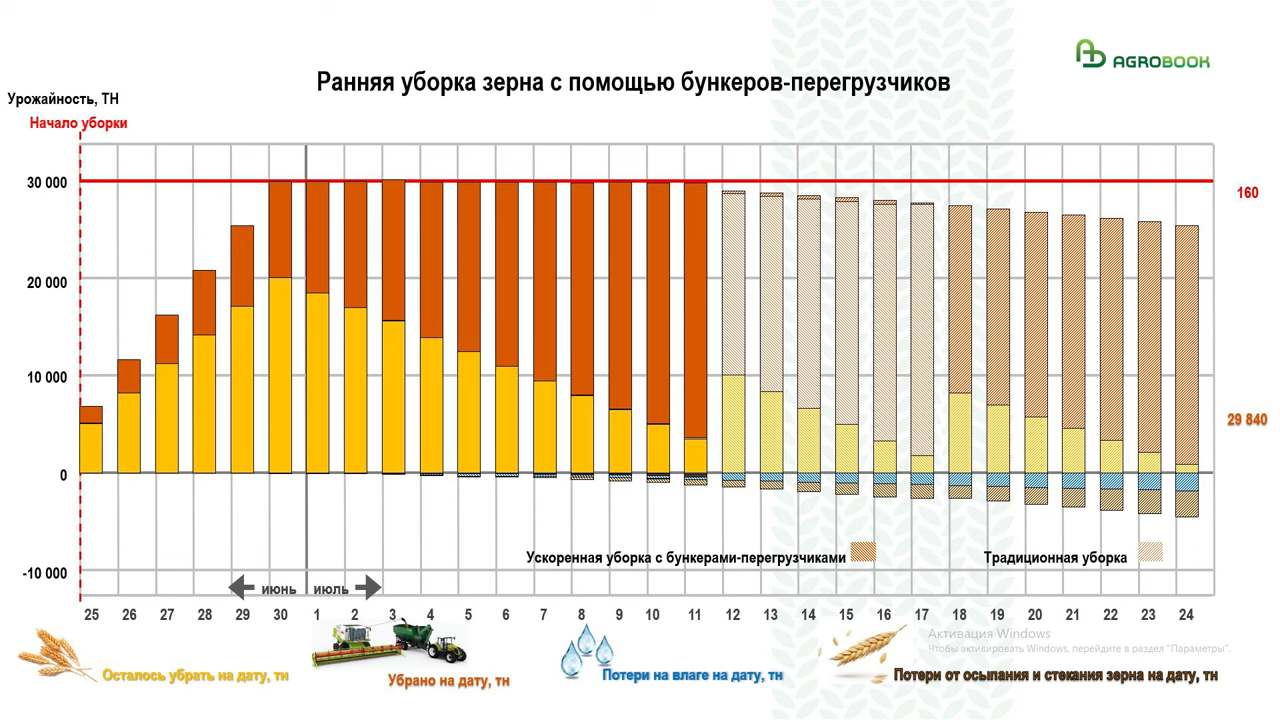 AGROBOOK
Ранняя уборка зерна с помощью бункеров-перегрузчиков
Урожайность, ТН
Начало уборки
30 000
160
20 000
10 000
29 840
0
Ускоренная уборка с бункерами-перегрузчиками
Традиционная уборка
-10 000
июнь июль
25 26 27 28 29 30 1 2 3 4 5 6 7 8 9 10 11 12 13 14 15 16 17 18 19 20 21 22 23 24
Активация Windows
Чтобы активировать Windows, перейдите в раздел "Параметры".
Осталось убрать на дату, тн
Убрано на дату, тн
Потери на влаге на дату, тн
Потери от осыпания и стекания зерна на дату, тн